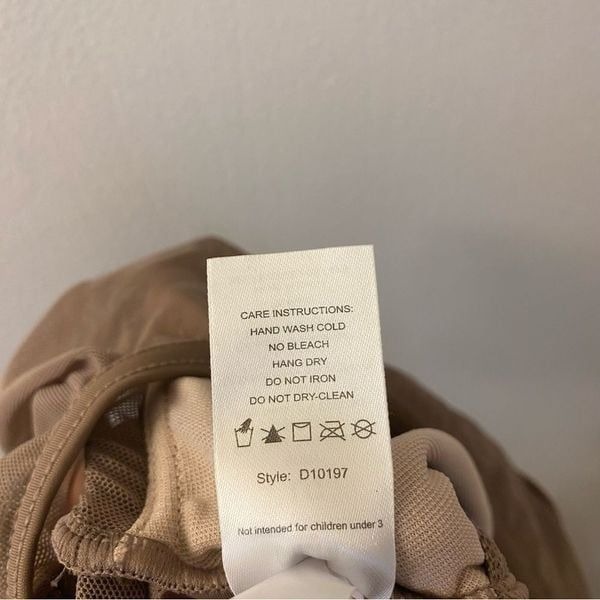 CARE INSTRUCTIONS:
HAND WASH COLD
NO BLEACH
HANG DRY
DO NOT IRON
DO NOT DRY-CLEAN
Style: D10197
Not intended for children under 3